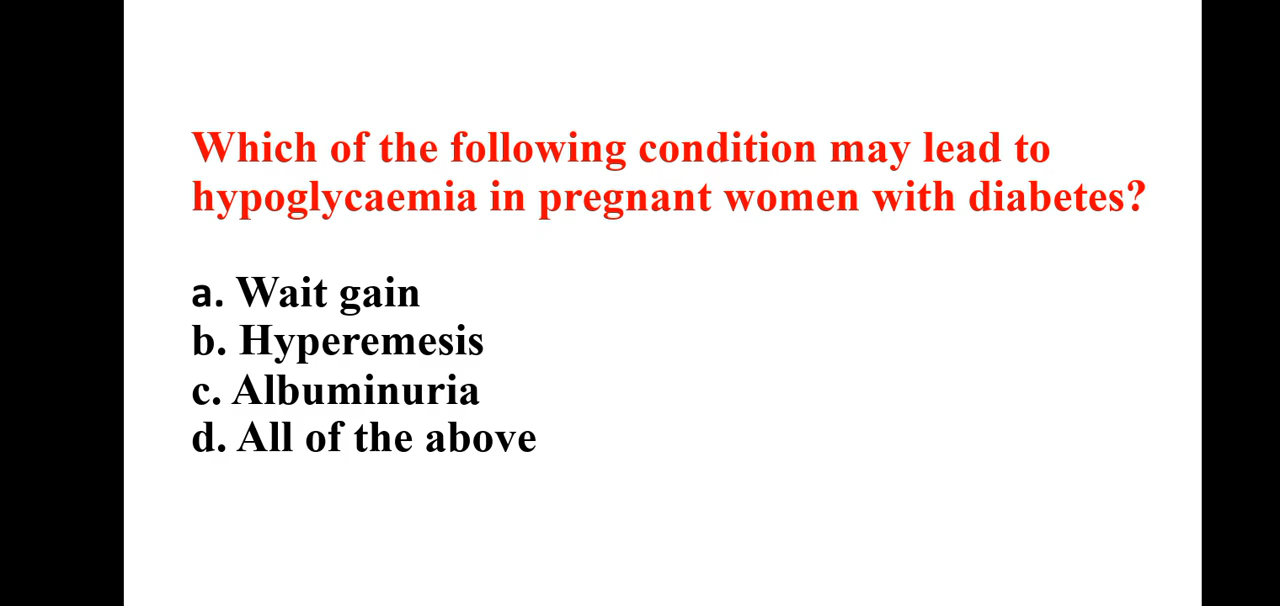 Which of the following condition may lead to
hypoglycaemia in pregnant women with diabetes?
a. Wait gain
b. Hyperemesis
c. Albuminuria
d. All of the above